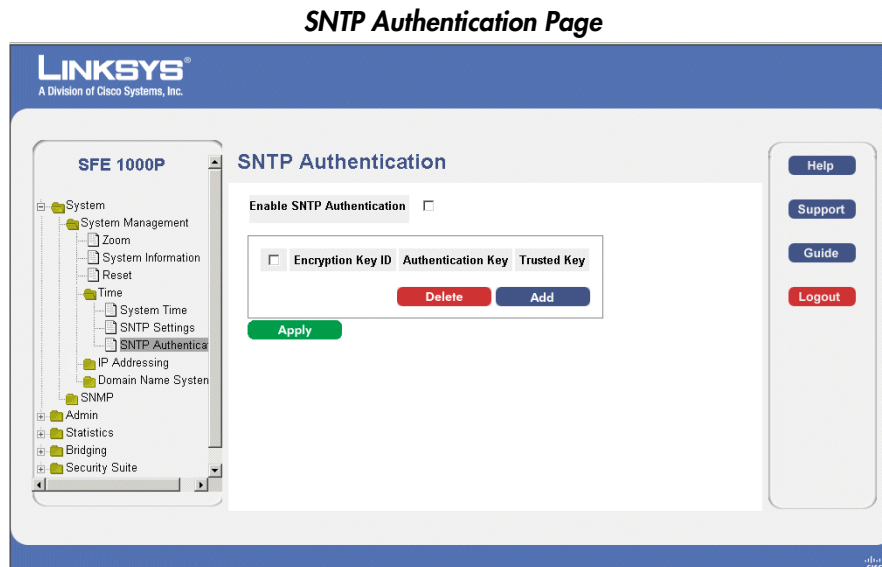 SNTP Authentication Page
LINKSYS®
A Division of Cisco Systems, Inc.
SFE 1000P
System
System Management
Zoom
System Information
Reset
Time
System Time
SNTP Settings
SNTP Authentica
IP Addressing
Domain Name System
SNMP
Admin
Statistics
Bridging
Security Suite
SNTP Authentication
Enable SNTP Authentication
Encryption Key ID Authentication Key Trusted Key
Delete Add
Apply
Help
Support
Guide
Logout